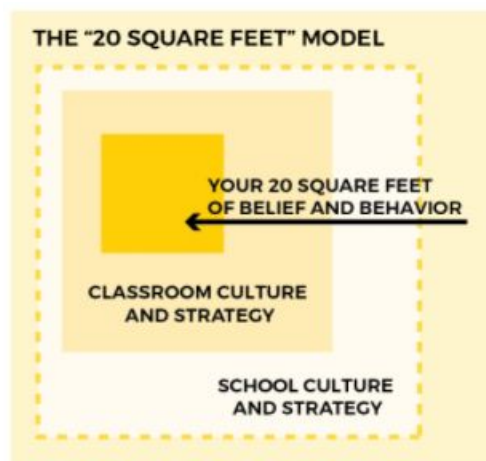 THE “20 SQUARE FEET” MODEL
YOUR 20 SQUARE FEET
OF BELIEF AND BEHAVIOR
CLASSROOM CULTURE
AND STRATEGY
SCHOOL CULTURE
AND STRATEGY